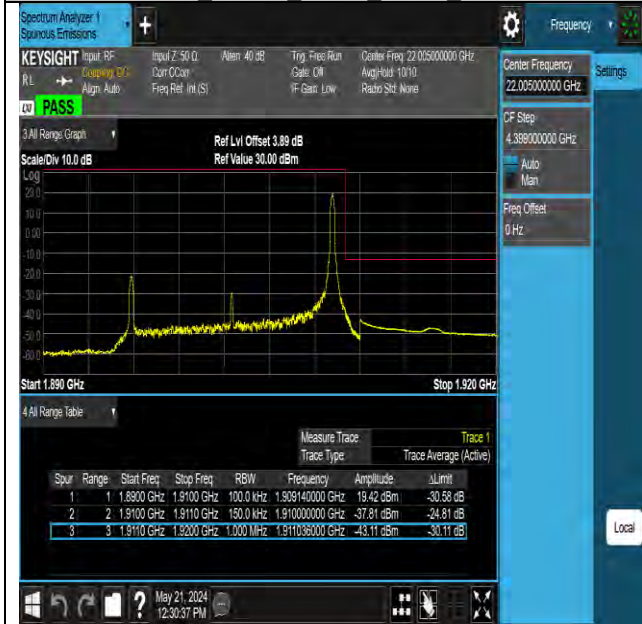 Spectrum Analyzer 1
Spurious Emissions
+
Frequency
KEYSIGHT Input: RF Input Z: 50 Ω Atten: 40 dB Trig: Free Run Center Freq: 22.005000000 GHz
RL Coupling: DC Corr CCorr Gate: Off Avg|Hold: 10/10
Align: Auto Freq Ref: Int (S) IF Gain: Low Radio Std: None
PASS
Center Frequency
22.005000000 GHz
Settings
CF Step
4.399000000 GHz
Auto
Man
Freq Offset
0 Hz
3 All Range Graph
Ref Lvl Offset 3.89 dB
Scale/Div 10.0 dB Ref Value 30.00 dBm
Log
20.0
10.0
0.00
-10.0
-20.0
-30.0
-40.0
-50.0
-60.0
Start 1.890 GHz Stop 1.920 GHz
4 All Range Table
Measure Trace Trace 1
Trace Type Trace Average (Active)
Spur Range Start Freq Stop Freq RBW Frequency Amplitude ΔLimit
1 1 1.8900 GHz 1.9100 GHz 100.0 kHz 1.909140000 GHz 19.42 dBm -30.58 dB
2 2 1.9100 GHz 1.9110 GHz 150.0 kHz 1.910000000 GHz -37.81 dBm -24.81 dB
3 3 1.9110 GHz 1.9200 GHz 1.000 MHz 1.911036000 GHz -43.11 dBm -30.11 dB
Local
? May 21, 2024
12:30:37 PM